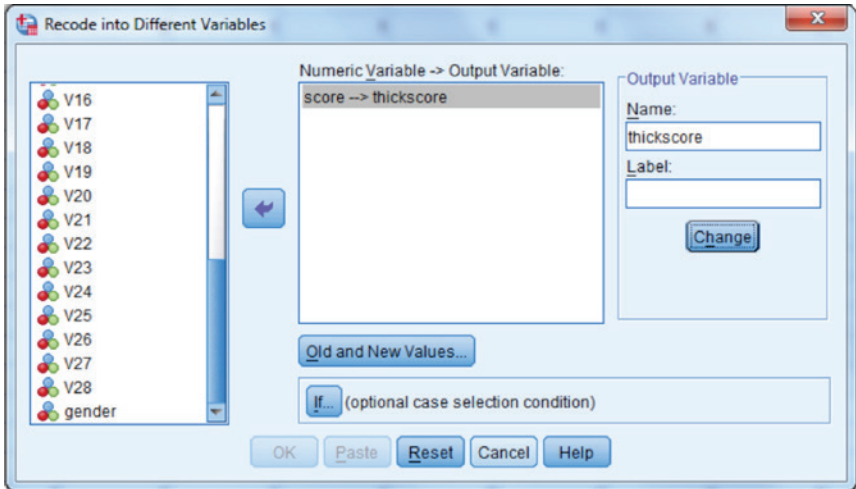 Recode into Different Variables
V16
V17
V18
V19
V20
V21
V22
V23
V24
V25
V26
V27
V28
gender
Numeric Variable -> Output Variable:
score --> thickscore
Output Variable
Name:
thickscore
Label:
Change
Old and New Values...
If... (optional case selection condition)
OK Paste Reset Cancel Help